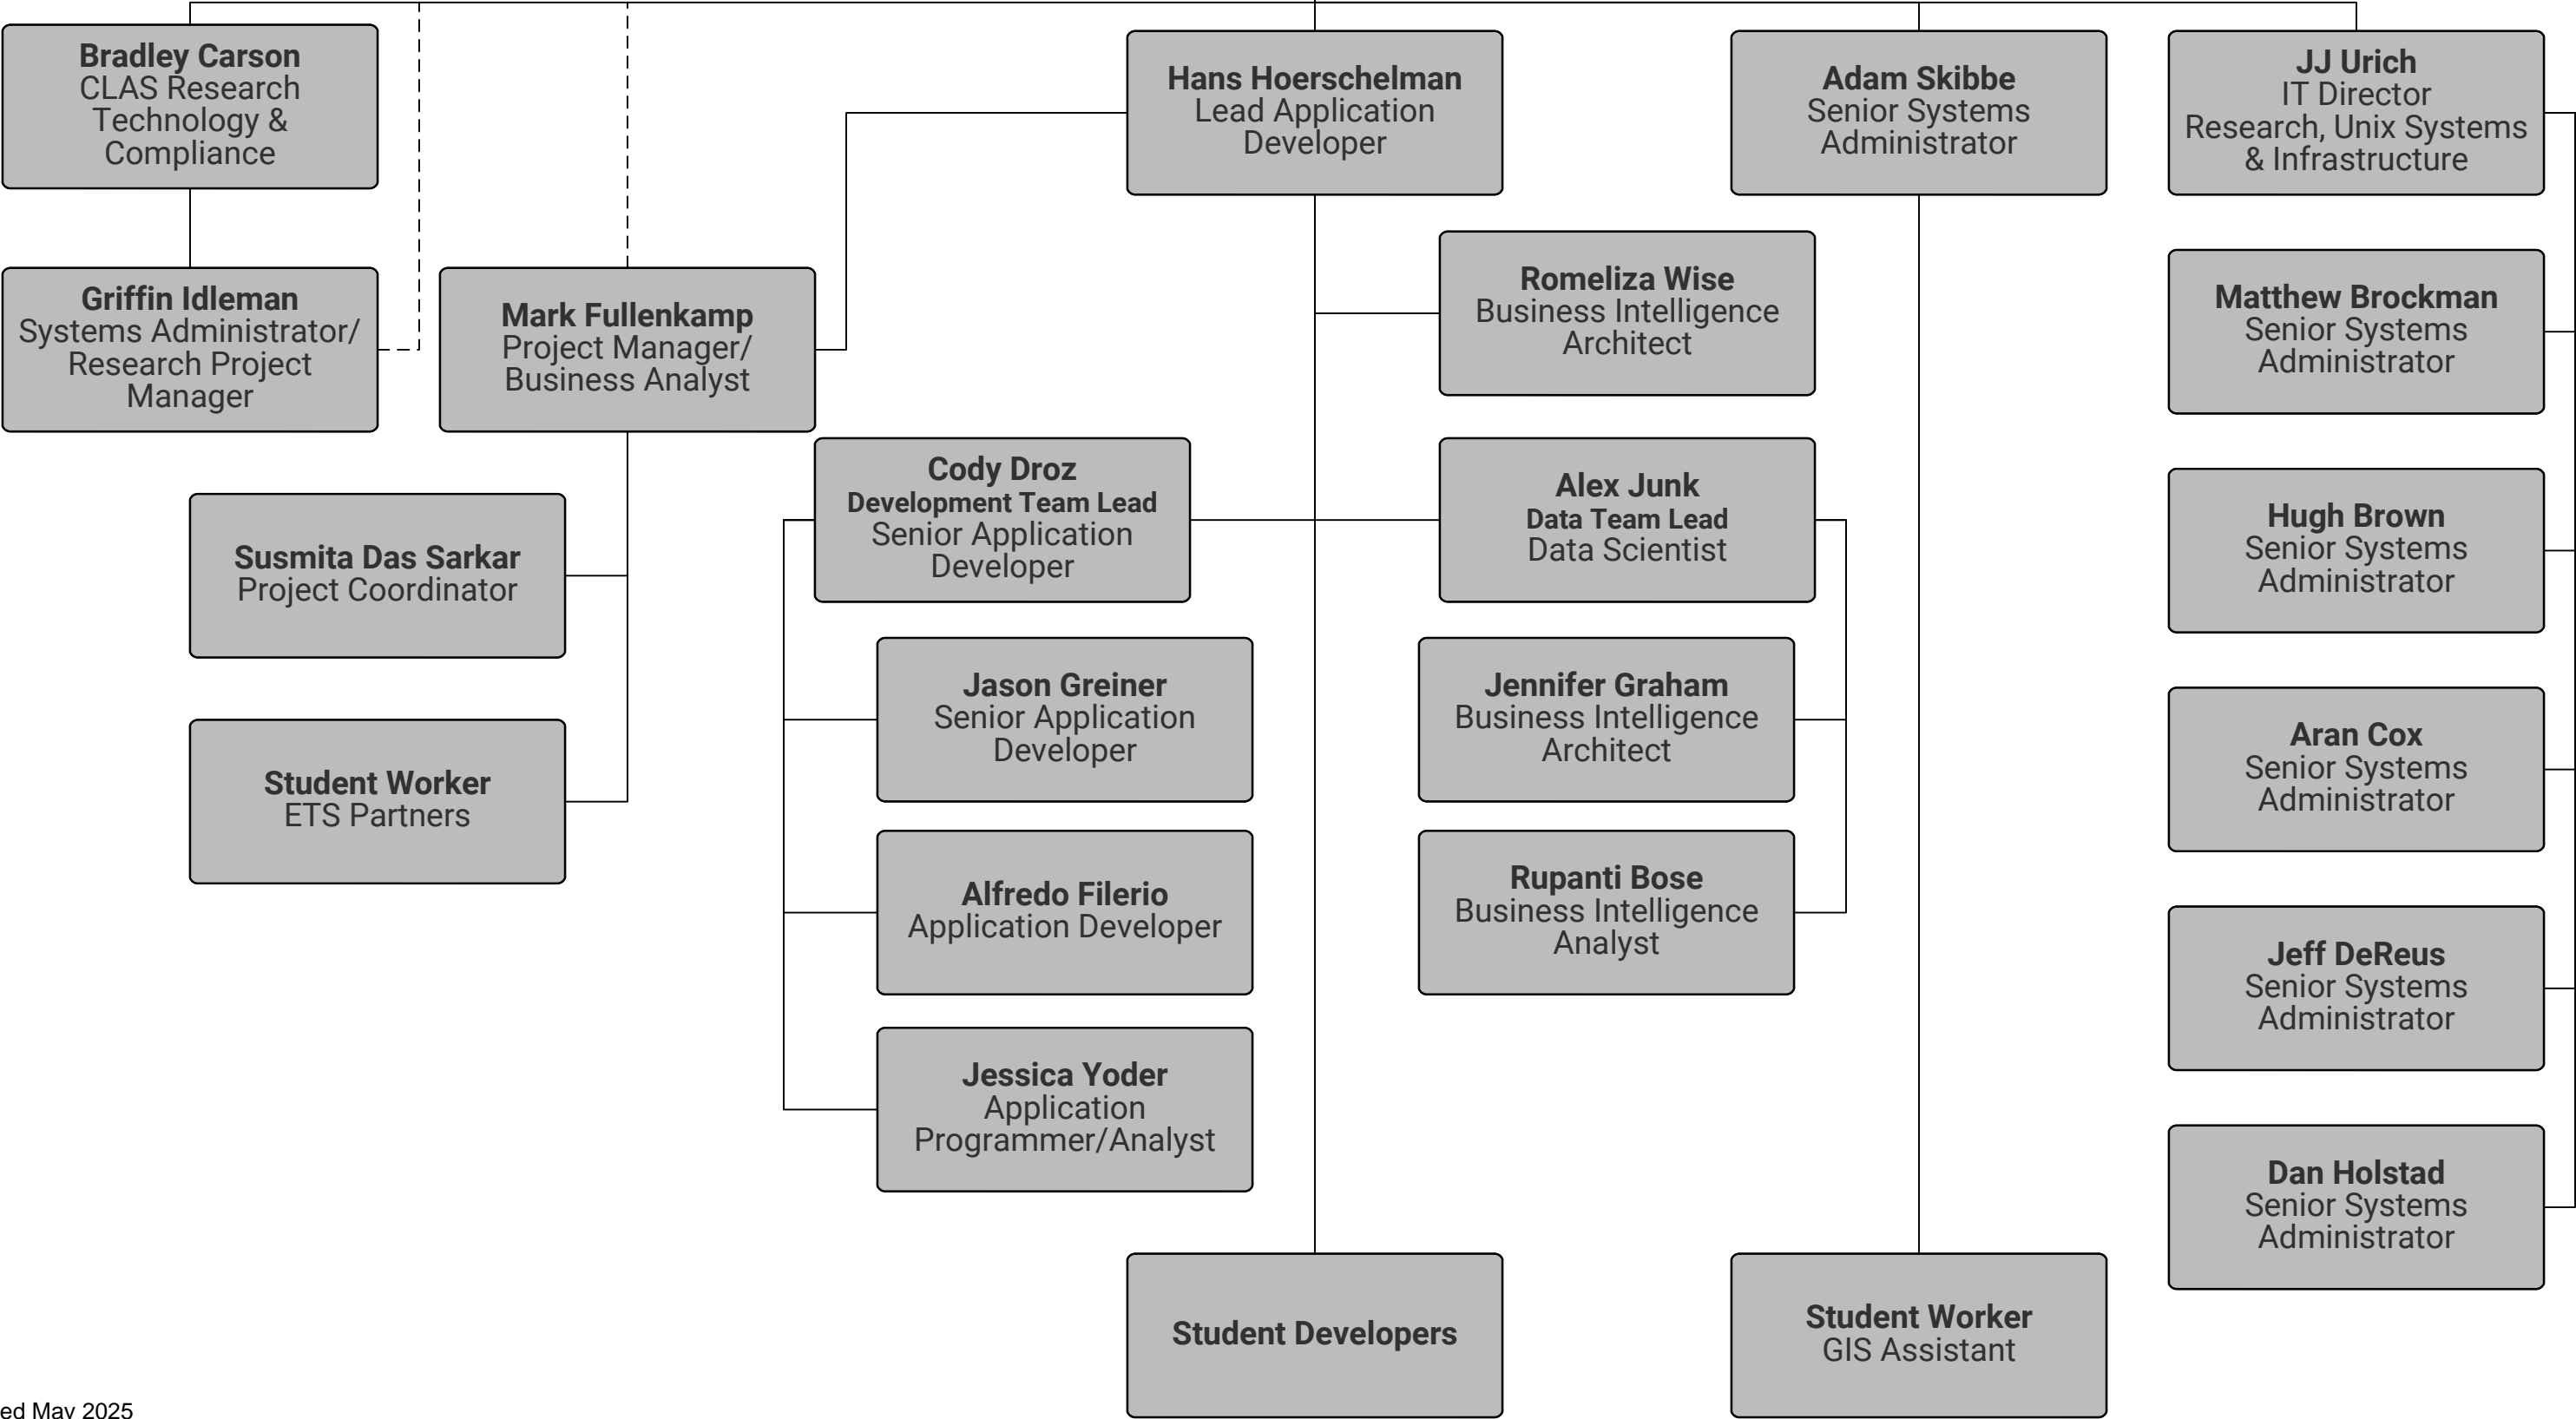 Bradley Carson
CLAS Research
Technology &
Compliance
Hans Hoerschelman
Lead Application
Developer
Adam Skibbe
Senior Systems
Administrator
JJ Urich
IT Director
Research, Unix Systems
& Infrastructure
Griffin Idleman
Systems Administrator/
Research Project
Manager
Mark Fullenkamp
Project Manager/
Business Analyst
Romeliza Wise
Business Intelligence
Architect
Matthew Brockman
Senior Systems
Administrator
Cody Droz
Development Team Lead
Senior Application
Developer
Alex Junk
Data Team Lead
Data Scientist
Hugh Brown
Senior Systems
Administrator
Susmita Das Sarkar
Project Coordinator
Jason Greiner
Senior Application
Developer
Jennifer Graham
Business Intelligence
Architect
Aran Cox
Senior Systems
Administrator
Student Worker
ETS Partners
Alfredo Filerio
Application Developer
Rupanti Bose
Business Intelligence
Analyst
Jeff DeReus
Senior Systems
Administrator
Jessica Yoder
Application
Programmer/Analyst
Dan Holstad
Senior Systems
Administrator
Student Developers
Student Worker
GIS Assistant
ed May 2025